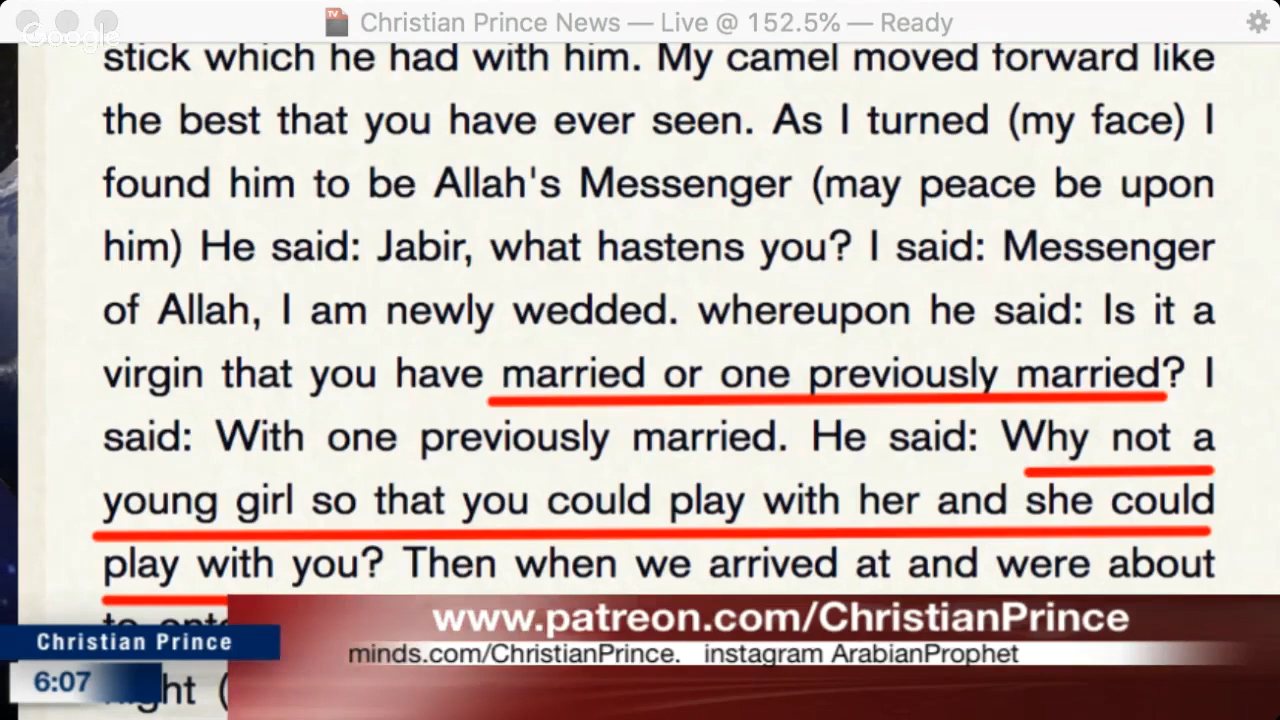 Christian Prince News — Live @ 152.5% — Ready
Google
stick which he had with him. My camel moved forward like
the best that you have ever seen. As I turned (my face) I
found him to be Allah's Messenger (may peace be upon
him) He said: Jabir, what hastens you? I said: Messenger
of Allah, I am newly wedded. whereupon he said: Is it a
virgin that you have married or one previously married? I
said: With one previously married. He said: Why not a
young girl so that you could play with her and she could
play with you? Then when we arrived at and were about
www.patreon.com/ChristianPrince
Christian Prince
minds.com/ChristianPrince. instagram ArabianProphet
6:07